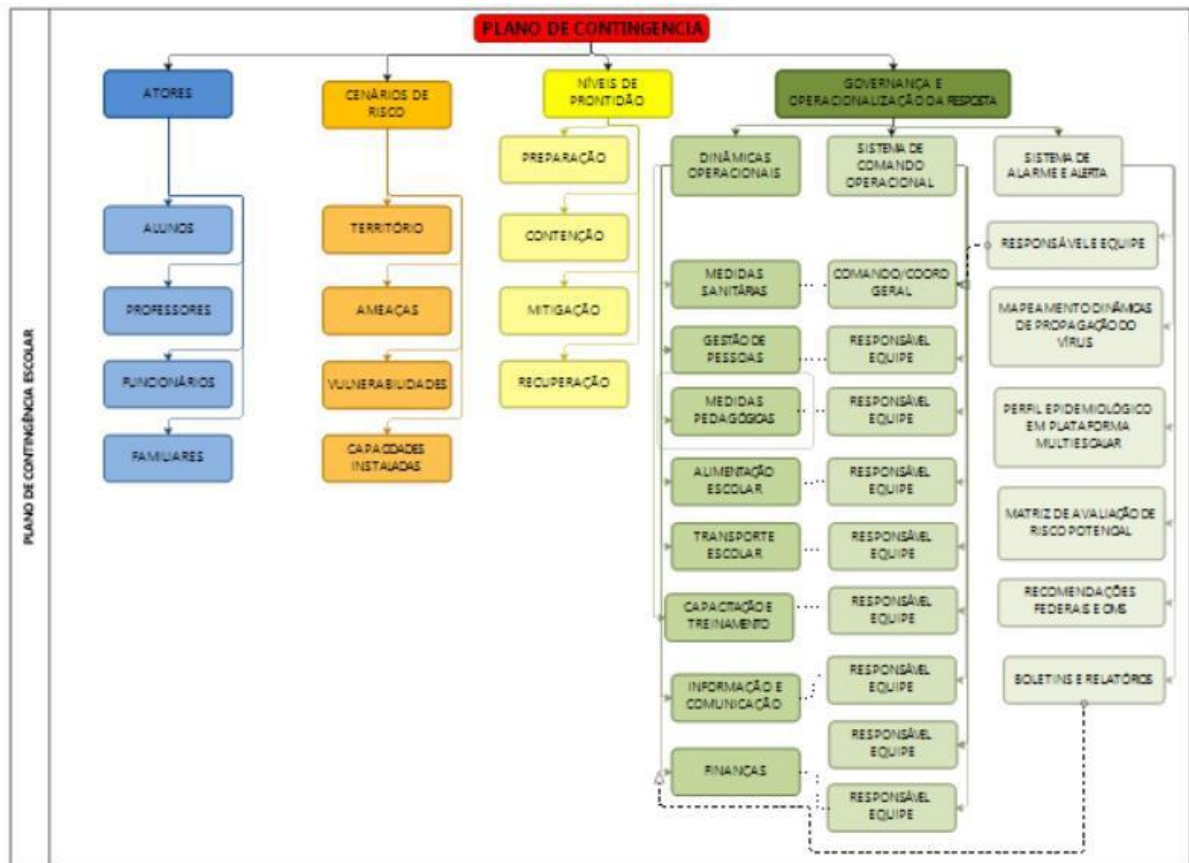 PLANO DE CONTINGENCIA
ATORES
CENÁRIOS DE
RISCO
NÍVEIS DE
PRONTIDÃO
GOVERNANÇA E
OPERACIONALIZAÇÃO DA RESPOSTA
ALUNOS
PROFESSORES
FUNCIONÁRIOS
FAMILIARES
TERRITÓRIO
AMEAÇAS
VULNERABILIDADES
CAPACIDADES
INSTALADAS
PREPARAÇÃO
CONTENÇÃO
MITIGAÇÃO
RECUPERAÇÃO
DINÂMICAS
OPERACIONAIS
MEDIDAS
SANITÁRIAS
GESTÃO DE
PESSOAS
MEDIDAS
PEDAGÓGICAS
ALIMENTAÇÃO
ESCOLAR
TRANSPORTE
ESCOLAR
CAPACITAÇÃO E
TREINAMENTO
INFORMAÇÃO E
COMUNICAÇÃO
FINANÇAS
SISTEMA DE
COMANDO
OPERACIONAL
COMANDO/COORD
GERAL
RESPONSÁVEL
EQUIPE
RESPONSÁVEL
EQUIPE
RESPONSÁVEL
EQUIPE
RESPONSÁVEL
EQUIPE
RESPONSÁVEL
EQUIPE
RESPONSÁVEL
EQUIPE
RESPONSÁVEL
EQUIPE
RESPONSÁVEL
EQUIPE
SISTEMA DE
ALARME E ALERTA
RESPONSÁVEL E EQUIPE
MAPEAMENTO DINÂMICAS
DE PROPAGAÇÃO DO
VÍRUS
PERFIL EPIDEMIOLÓGICO
EM PLATAFORMA
MULTIESCALAR
MATRIZ DE AVALIAÇÃO DE
RISCO POTENCIAL
RECOMENDAÇÕES
FEDERAIS E OMS
BOLETINS E RELATÓRIOS
PLANO DE CONTINGÊNCIA ESCOLAR